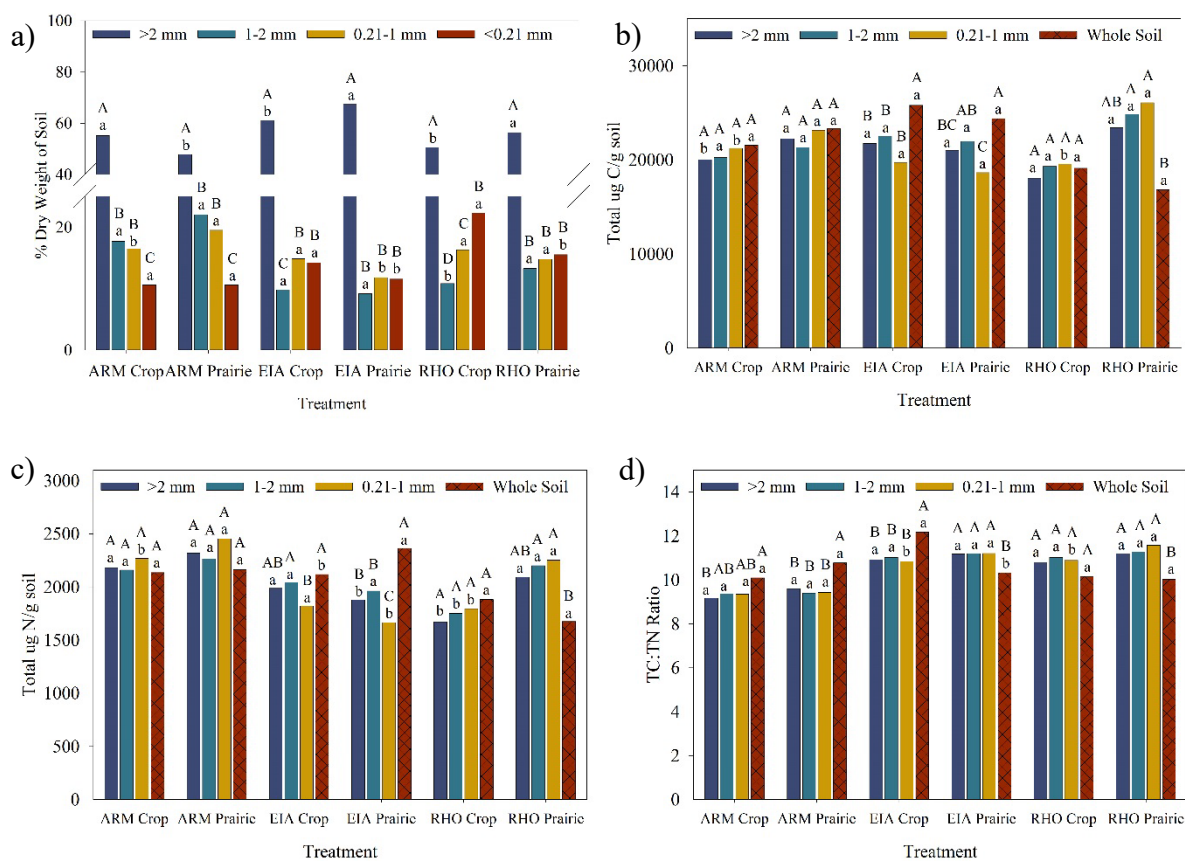 a)
>2 mm 1-2 mm 0.21-1 mm <0.21 mm
% Dry Weight of Soil
100
80
60
40
20
0
A A A A A A
a b b a b a
B B C B B C
a b a a a a
C B B B B B
a a a a b b
D C A B A B
b a a a a b
ARM Crop ARM Prairie EIA Crop EIA Prairie RHO Crop RHO Prairie
Treatment
b)
>2 mm 1-2 mm 0.21-1 mm Whole Soil
Total ug C/g soil
30000
20000
10000
0
A A A A
b a b a
A A A A
a a a a
B B B A
a a a a
BC AB C A
a a a a
A A A A
a a b a
AB A A B
a a a a
ARM Crop ARM Prairie EIA Crop EIA Prairie RHO Crop RHO Prairie
Treatment
c)
>2 mm 1-2 mm 0.21-1 mm Whole Soil
Total ug N/g soil
3000
2500
2000
1500
1000
500
0
A A A A
a a b a
A A A A
a a a a
AB A B A
a a a b
B B C A
b a b a
A A A A
b b b a
AB A A B
a a a a
ARM Crop ARM Prairie EIA Crop EIA Prairie RHO Crop RHO Prairie
Treatment
d)
>2 mm 1-2 mm 0.21-1 mm Whole Soil
TC:TN Ratio
14
12
10
8
6
4
2
0
B AB AB A
a a a a
B B B A
a a a a
B B B A
a a b a
A A A B
a a a b
A A A A
a a b a
A A A B
a a a a
ARM Crop ARM Prairie EIA Crop EIA Prairie RHO Crop RHO Prairie
Treatment